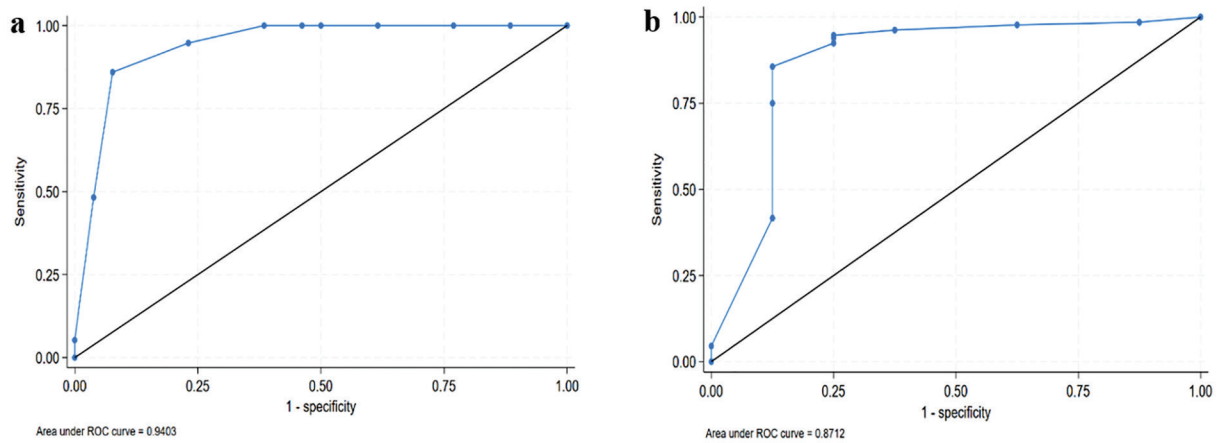 a
1.00
0.75
0.50
0.25
0.00
Sensitivity
0.00 0.25 0.50 0.75 1.00
1 - specificity
Area under ROC curve = 0.9403
b
1.00
0.75
0.50
0.25
0.00
Sensitivity
0.00 0.25 0.50 0.75 1.00
1 - specificity
Area under ROC curve = 0.8712